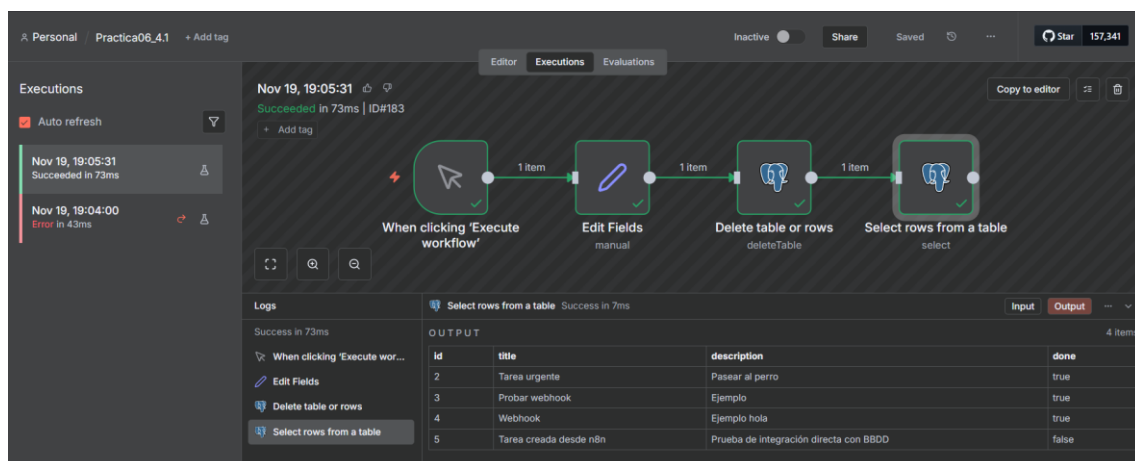 Personal / Practica06_4.1 + Add tag
Inactive Share Saved ... Star 157,341
Editor Executions Evaluations
Executions
Auto refresh
Nov 19, 19:05:31
Succeeded in 73ms
Nov 19, 19:04:00
Error in 43ms
Nov 19, 19:05:31
Succeeded in 73ms | ID#183
+ Add tag
Copy to editor
1 item 1 item 1 item
When clicking ‘Execute workflow’
Edit Fields
manual
Delete table or rows
deleteTable
Select rows from a table
select
Logs
Success in 73ms
When clicking ‘Execute wor...
Edit Fields
Delete table or rows
Select rows from a table
Select rows from a table Success in 7ms
Input Output ...
OUTPUT 4 items
id title description done
2 Tarea urgente Pasear al perro true
3 Probar webhook Ejemplo true
4 Webhook Ejemplo hola true
5 Tarea creada desde n8n Prueba de integración directa con BBDD false